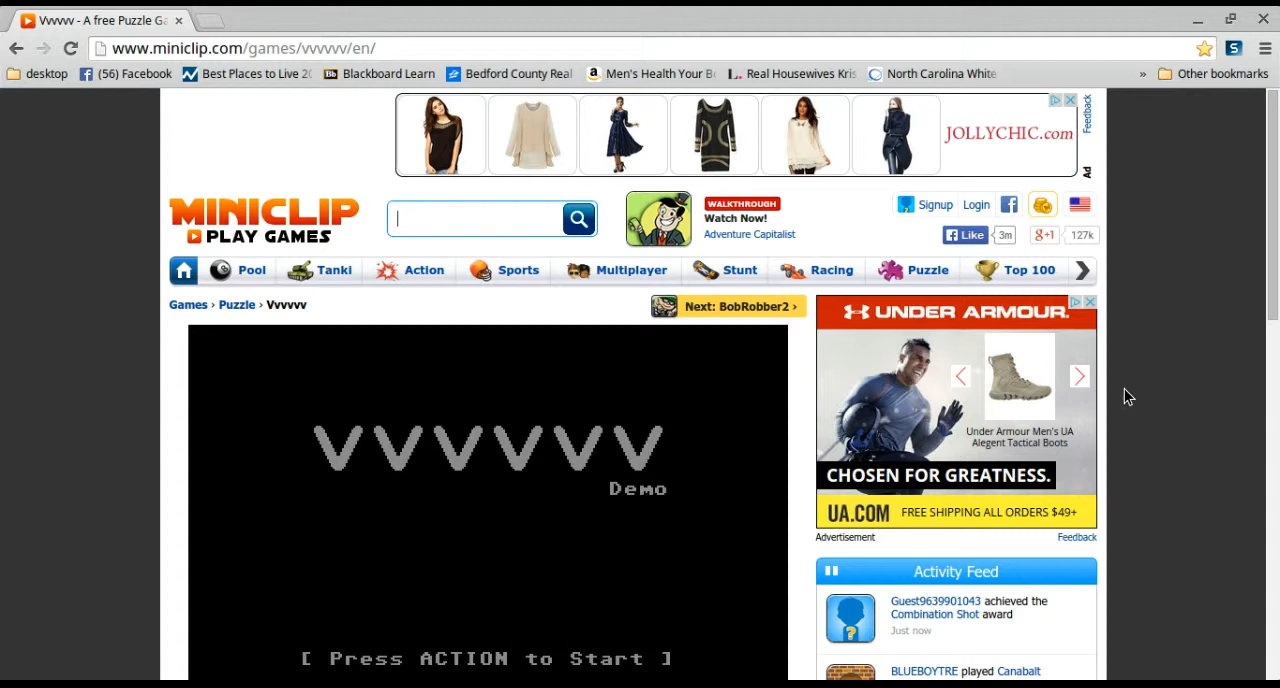 Vvvvvv - A free Puzzle Ga
www.miniclip.com/games/vvvvvv/en/
desktop
(56) Facebook
Best Places to Live 20
Bb Blackboard Learn
Bedford County Real
Men's Health Your Bo
Real Housewives Kris
North Carolina White
»
Other bookmarks
JOLLYCHIC.com
Feedback
Ad
MINICLIP
PLAY GAMES
WALKTHROUGH
Watch Now!
Adventure Capitalist
Signup
Login
Like
3m
g+1
127k
Pool
Tanki
Action
Sports
Multiplayer
Stunt
Racing
Puzzle
Top 100
Games › Puzzle › Vvvvvv
Next: BobRobber2 ›
VVVVVV
Demo
[ Press ACTION to Start ]
UNDER ARMOUR.
Under Armour Men's UA
Alegent Tactical Boots
CHOSEN FOR GREATNESS.
UA.COM FREE SHIPPING ALL ORDERS $49+
Advertisement
Feedback
Activity Feed
Guest9639901043 achieved the
Combination Shot award
Just now
BLUEBOYTRE played Canabalt